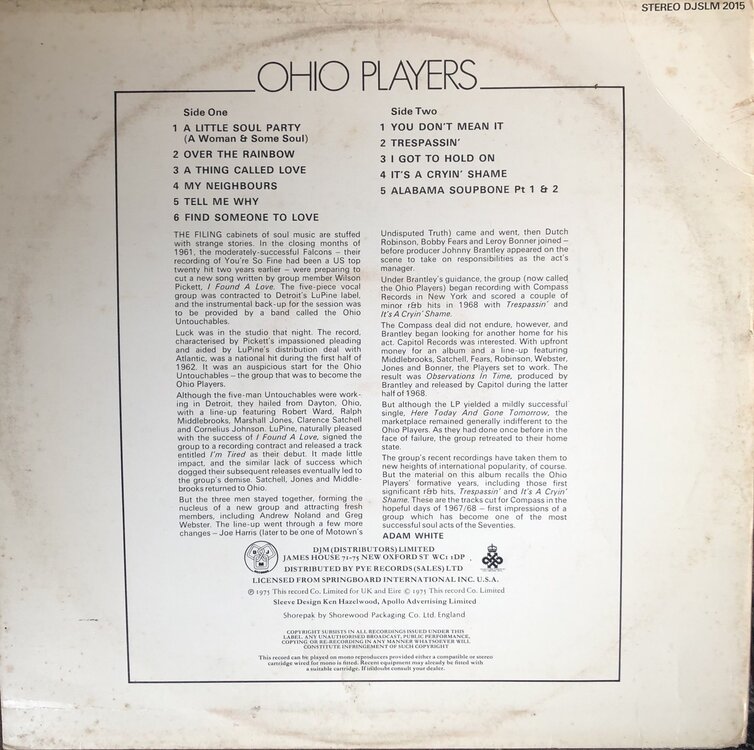 STEREO DJSLM 2015
OHIO PLAYERS
Side One
1 A LITTLE SOUL PARTY
(A Woman & Some Soul)
2 OVER THE RAINBOW
3 A THING CALLED LOVE
4 MY NEIGHBOURS
5 TELL ME WHY
6 FIND SOMEONE TO LOVE
Side Two
1 YOU DON'T MEAN IT
2 TRESPASSIN'
3 I GOT TO HOLD ON
4 IT'S A CRYIN' SHAME
5 ALABAMA SOUPBONE Pt 1 & 2
THE FILING cabinets of soul music are stuffed
with strange stories. In the closing months of
1961, the moderately-successful Falcons – their
recording of You're So Fine had been a US top
twenty hit two years earlier – were preparing to
cut a new song written by group member Wilson
Pickett, I Found A Love. The five-piece vocal
group was contracted to Detroit's LuPine label,
and the instrumental back-up for the session was
to be provided by a band called the Ohio
Untouchables.
Luck was in the studio that night. The record,
characterised by Pickett's impassioned pleading
and aided by LuPine's distribution deal with
Atlantic, was a national hit during the first half of
1962. It was an auspicious start for the Ohio
Untouchables – the group that was to become the
Ohio Players.
Although the five-man Untouchables were work-
ing in Detroit, they hailed from Dayton, Ohio,
with a line-up featuring Robert Ward, Ralph
Middlebrooks, Marshall Jones, Clarence Satchell
and Cornelius Johnson. LuPine, naturally pleased
with the success of I Found A Love, signed the
group to a recording contract and released a track
entitled I'm Tired as their debut. It made little
impact, and the similar lack of success which
dogged their subsequent releases eventually led to
the group's demise. Satchell, Jones and Middle-
brooks returned to Ohio.
But the three men stayed together, forming the
nucleus of a new group and attracting fresh
members, including Andrew Noland and Greg
Webster. The line-up went through a few more
changes – Joe Harris (later to be one of Motown's
Undisputed Truth) came and went, then Dutch
Robinson, Bobby Fears and Leroy Bonner joined –
before producer Johnny Brantley appeared on the
scene to take on responsibilities as the act's
manager.
Under Brantley's guidance, the group (now called
the Ohio Players) began recording with Compass
Records in New York and scored a couple of
minor r&b hits in 1968 with Trespassin' and
It's A Cryin' Shame.
The Compass deal did not endure, however, and
Brantley began looking for another home for his
act. Capitol Records was interested. With upfront
money for an album and a line-up featuring
Middlebrooks, Satchell, Fears, Robinson, Webster,
Jones and Bonner, the Players set to work. The
result was Observations In Time, produced by
Brantley and released by Capitol during the latter
half of 1968.
But although the LP yielded a mildly successful
single, Here Today And Gone Tomorrow, the
marketplace remained generally indifferent to the
Ohio Players. As they had done once before in the
face of failure, the group retreated to their home
state.
The group's recent recordings have taken them to
new heights of international popularity, of course.
But the material on this album recalls the Ohio
Players' formative years, including those first
significant r&b hits, Trespassin' and It's A Cryin'
Shame. These are the tracks cut for Compass in the
hopeful days of 1967/68 – first impressions of a
group which has become one of the most
successful soul acts of the Seventies.
ADAM WHITE
DJM (DISTRIBUTORS) LIMITED
JAMES HOUSE 71-75 NEW OXFORD ST WC1 1DP
DISTRIBUTED BY PYE RECORDS (SALES) LTD
LICENSED FROM SPRINGBOARD INTERNATIONAL INC. U.S.A.
℗ 1975 This record Co. Limited for UK and Eire © 1975 This record Co. Limited
Sleeve Design Ken Hazelwood, Apollo Advertising Limited
Shorepak by Shorewood Packaging Co. Ltd. England
COPYRIGHT SUBSISTS IN ALL RECORDINGS ISSUED UNDER THIS
LABEL. ANY UNAUTHORISED BROADCAST, PUBLIC PERFORMANCE,
COPYING OR RE-RECORDING IN ANY MANNER WHATSOEVER WILL
CONSTITUTE INFRINGEMENT OF SUCH COPYRIGHT
This record can be played on mono reproducers provided either a compatible or stereo
cartridge wired for mono is fitted. Recent equipment may already be fitted with
a suitable cartridge. If in doubt consult your dealer.